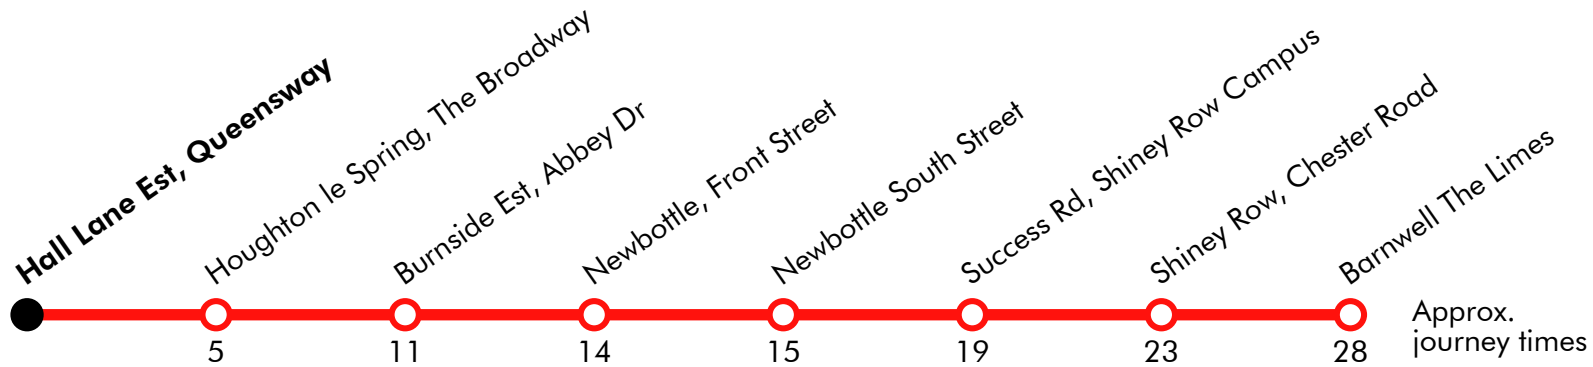 Hall Lane Est, Queensway
Houghton le Spring, The Broadway
Burnside Est, Abbey Dr
Newbottle, Front Street
Newbottle South Street
Success Rd, Shiney Row Campus
Shiney Row, Chester Road
Barnwell The Limes
5
11
14
15
19
23
28
Approx.
journey times